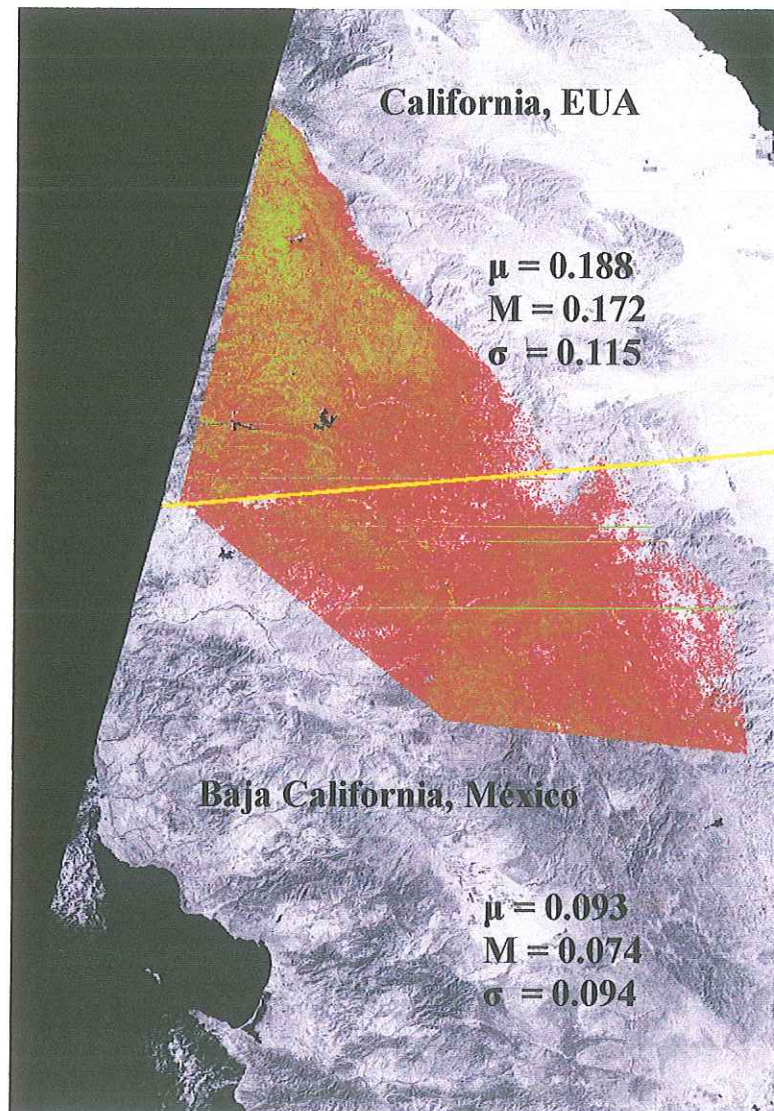 California, EUA
μ = 0.188
M = 0.172
σ = 0.115
Baja California, México
μ = 0.093
M = 0.074
σ = 0.094